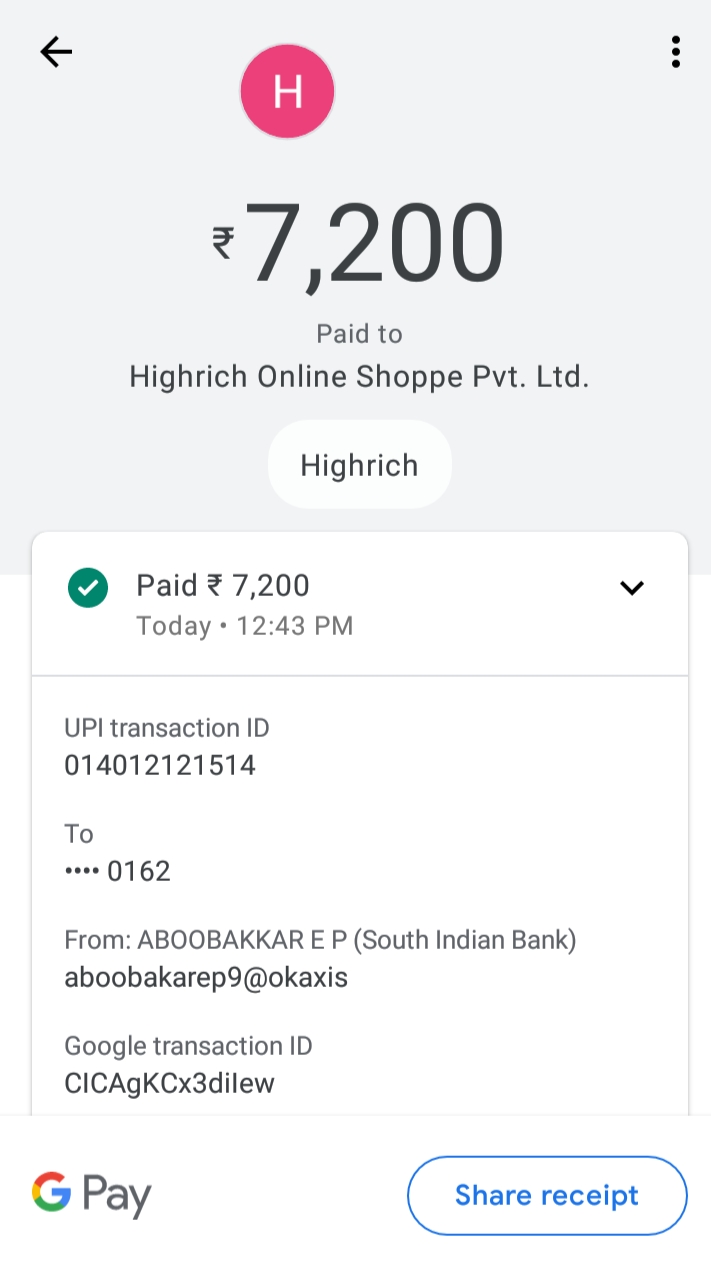 H
₹7,200
Paid to
Highrich Online Shoppe Pvt. Ltd.
Highrich
Paid ₹ 7,200
Today • 12:43 PM
UPI transaction ID
014012121514
To
•••• 0162
From: ABOOBAKKAR E P (South Indian Bank)
aboobakarep9@okaxis
Google transaction ID
CICAgKCx3dilew
G Pay
Share receipt